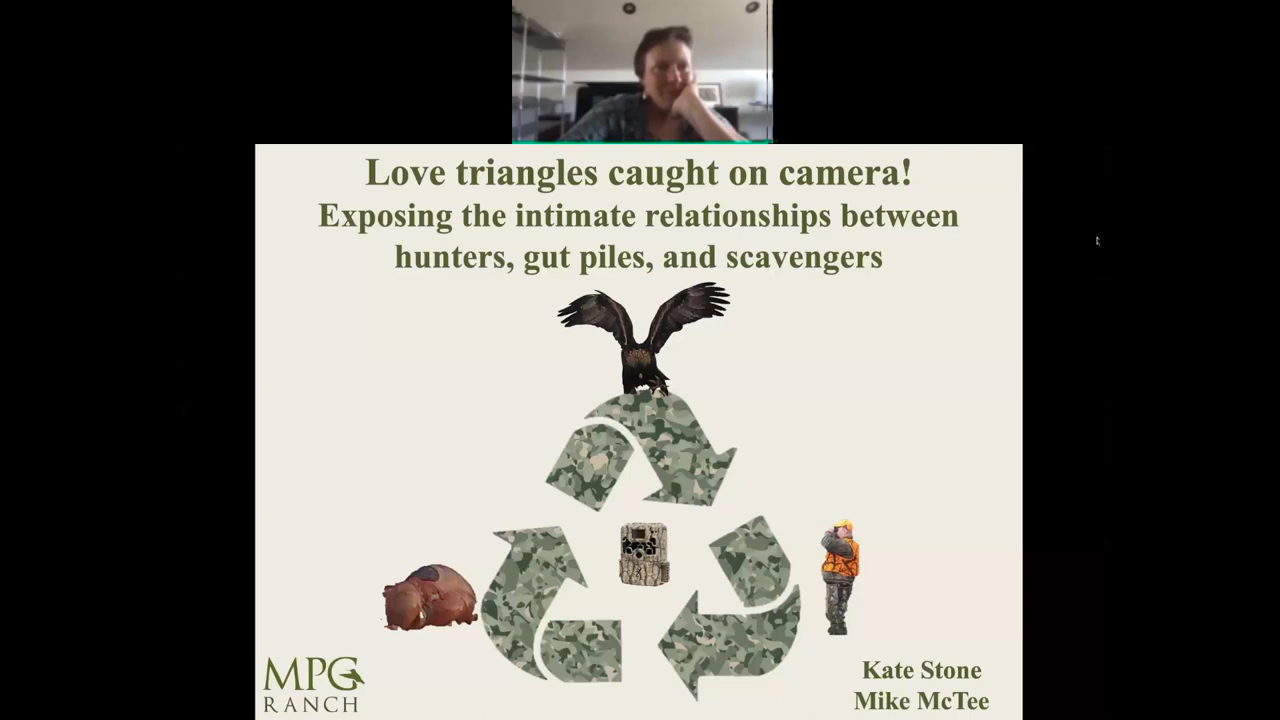 Love triangles caught on camera!
Exposing the intimate relationships between
hunters, gut piles, and scavengers
MPG
RANCH
Kate Stone
Mike McTee